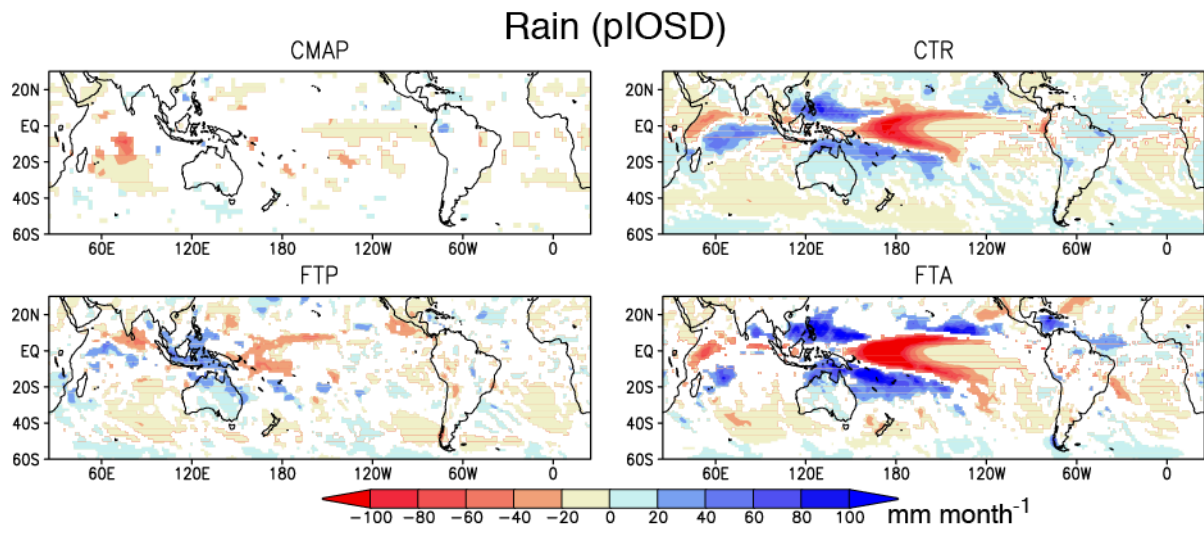 Rain (pIOSD)
CMAP
CTR
20N
EQ
20S
40S
60S
60E 120E 180 120W 60W 0
20N
EQ
20S
40S
60S
60E 120E 180 120W 60W 0
FTP
FTA
20N
EQ
20S
40S
60S
60E 120E 180 120W 60W 0
20N
EQ
20S
40S
60S
60E 120E 180 120W 60W 0
−100 −80 −60 −40 −20 0 20 40 60 80 100 mm month⁻¹